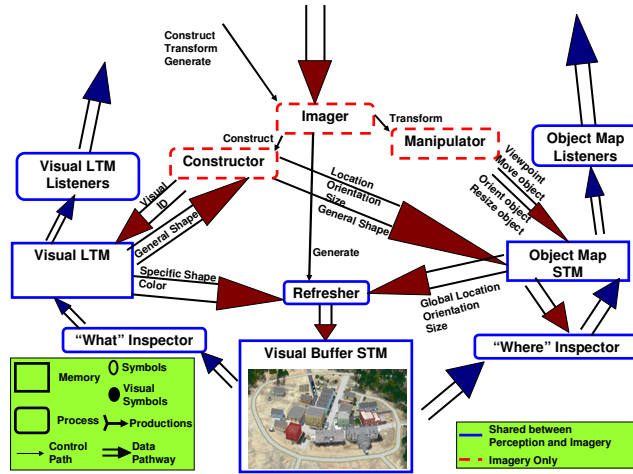 Construct
Transform
Generate
Imager
Transform
Construct
Manipulator
Constructor
Visual LTM
Listeners
Object Map
Listeners
Viewpoint
Move object
Orient object
Resize object
Location
Orientation
Size
General Shape
Visual
ID
General Shape
Visual LTM
Generate
Object Map
STM
Specific Shape
Color
Refresher
Global Location
Orientation
Size
"What" Inspector
Visual Buffer STM
"Where" Inspector
Memory
Symbols
Visual
Symbols
Process
Productions
Control
Path
Data
Pathway
Shared between
Perception and Imagery
Imagery Only